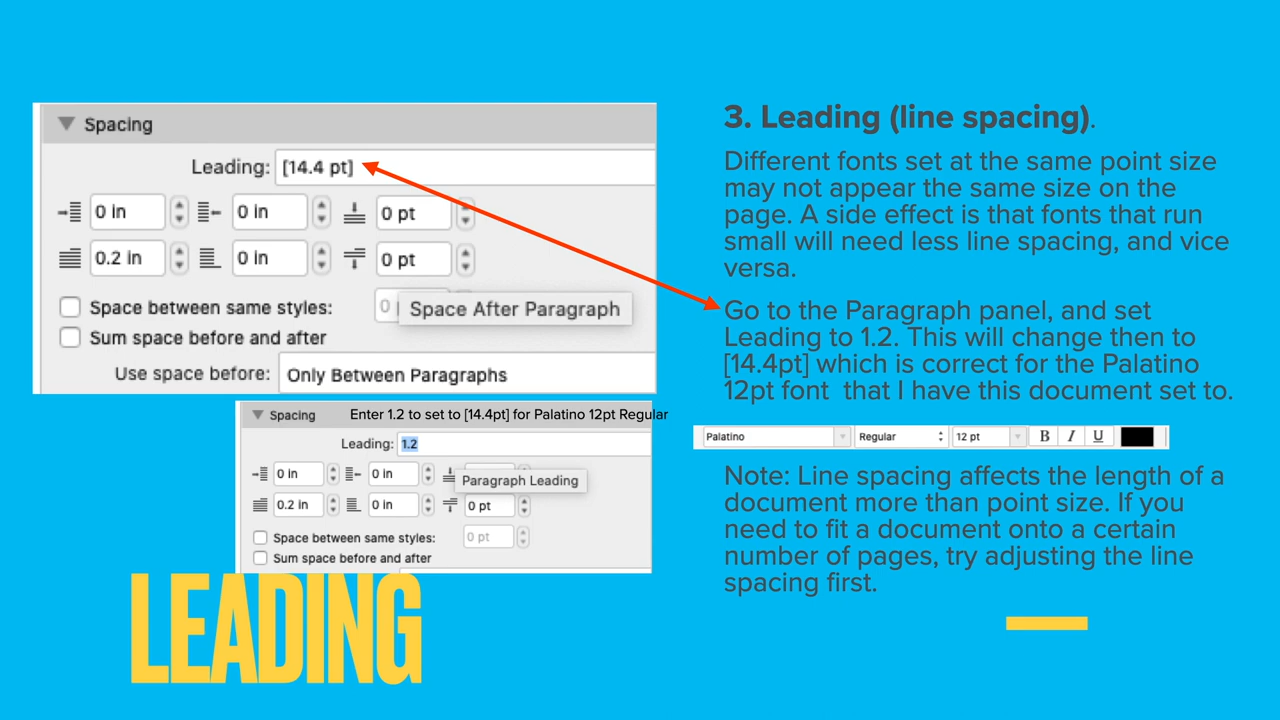 Spacing
Leading: [14.4 pt]
0 in 0 in 0 pt
0.2 in 0 in 0 pt
Space between same styles: 0
Space After Paragraph
Sum space before and after
Use space before: Only Between Paragraphs
Spacing Enter 1.2 to set to [14.4pt] for Palatino 12pt Regular
Leading: 1.2
0 in 0 in
Paragraph Leading
0.2 in 0 in 0 pt
Space between same styles: 0 pt
Sum space before and after
LEADING
3. Leading (line spacing).
Different fonts set at the same point size
may not appear the same size on the
page. A side effect is that fonts that run
small will need less line spacing, and vice
versa.
Go to the Paragraph panel, and set
Leading to 1.2. This will change then to
[14.4pt] which is correct for the Palatino
12pt font  that I have this document set to.
Palatino Regular 12 pt B I U
Note: Line spacing affects the length of a
document more than point size. If you
need to fit a document onto a certain
number of pages, try adjusting the line
spacing first.